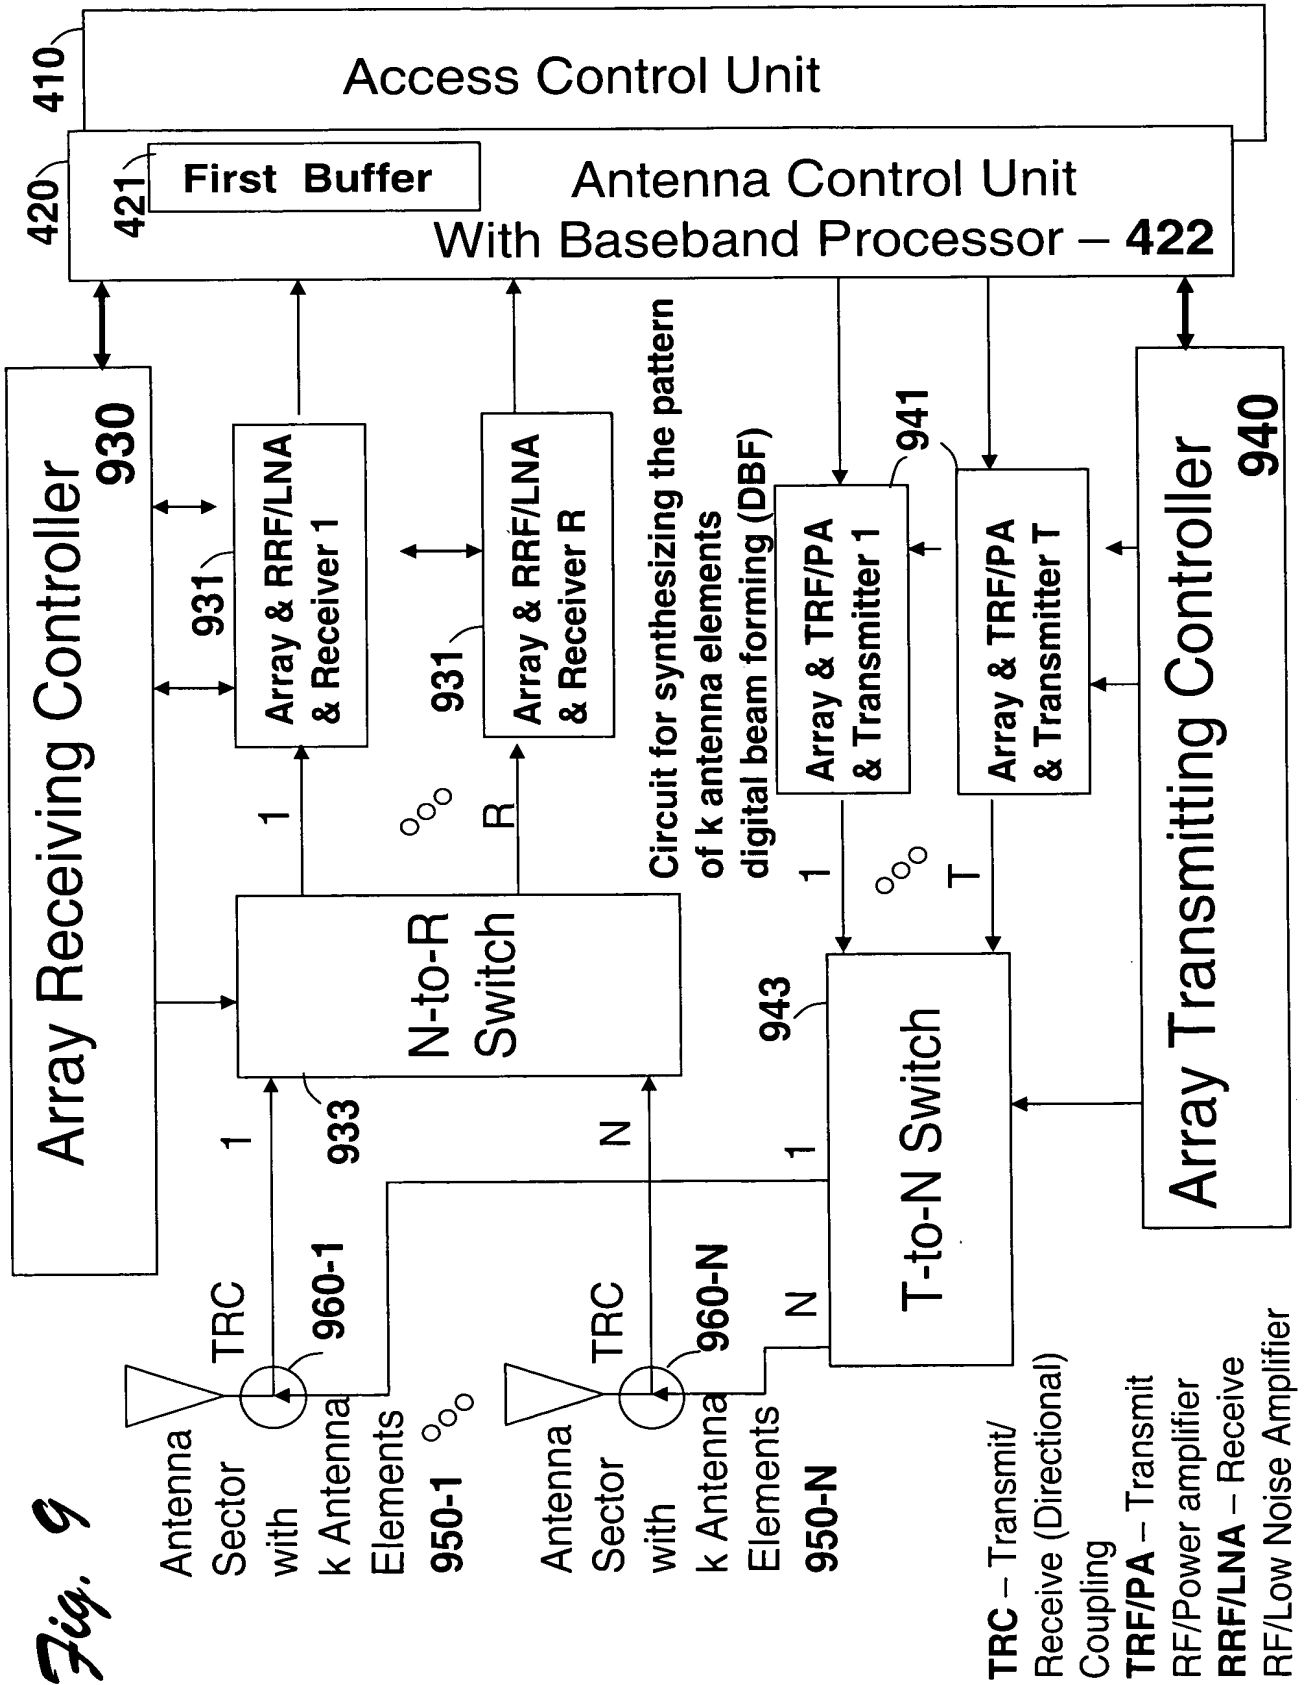 Fig. 9
410
Access Control Unit
420
421
First Buffer
Antenna Control Unit
With Baseband Processor – 422
Array Receiving Controller
930
931
Array & RRF/LNA
& Receiver 1
931
Array & RRF/LNA
& Receiver R
1
R
N-to-R
Switch
933
1
N
Circuit for synthesizing the pattern
of k antenna elements
digital beam forming (DBF)
941
Array & TRF/PA
& Transmitter 1
Array & TRF/PA
& Transmitter T
1
T
943
T-to-N Switch
1
N
Array Transmitting Controller
940
TRC
960-1
Antenna
Sector
with
k Antenna
Elements
950-1
TRC
960-N
Antenna
Sector
with
k Antenna
Elements
950-N
TRC – Transmit/
Receive (Directional)
Coupling
TRF/PA – Transmit
RF/Power amplifier
RRF/LNA – Receive
RF/Low Noise Amplifier